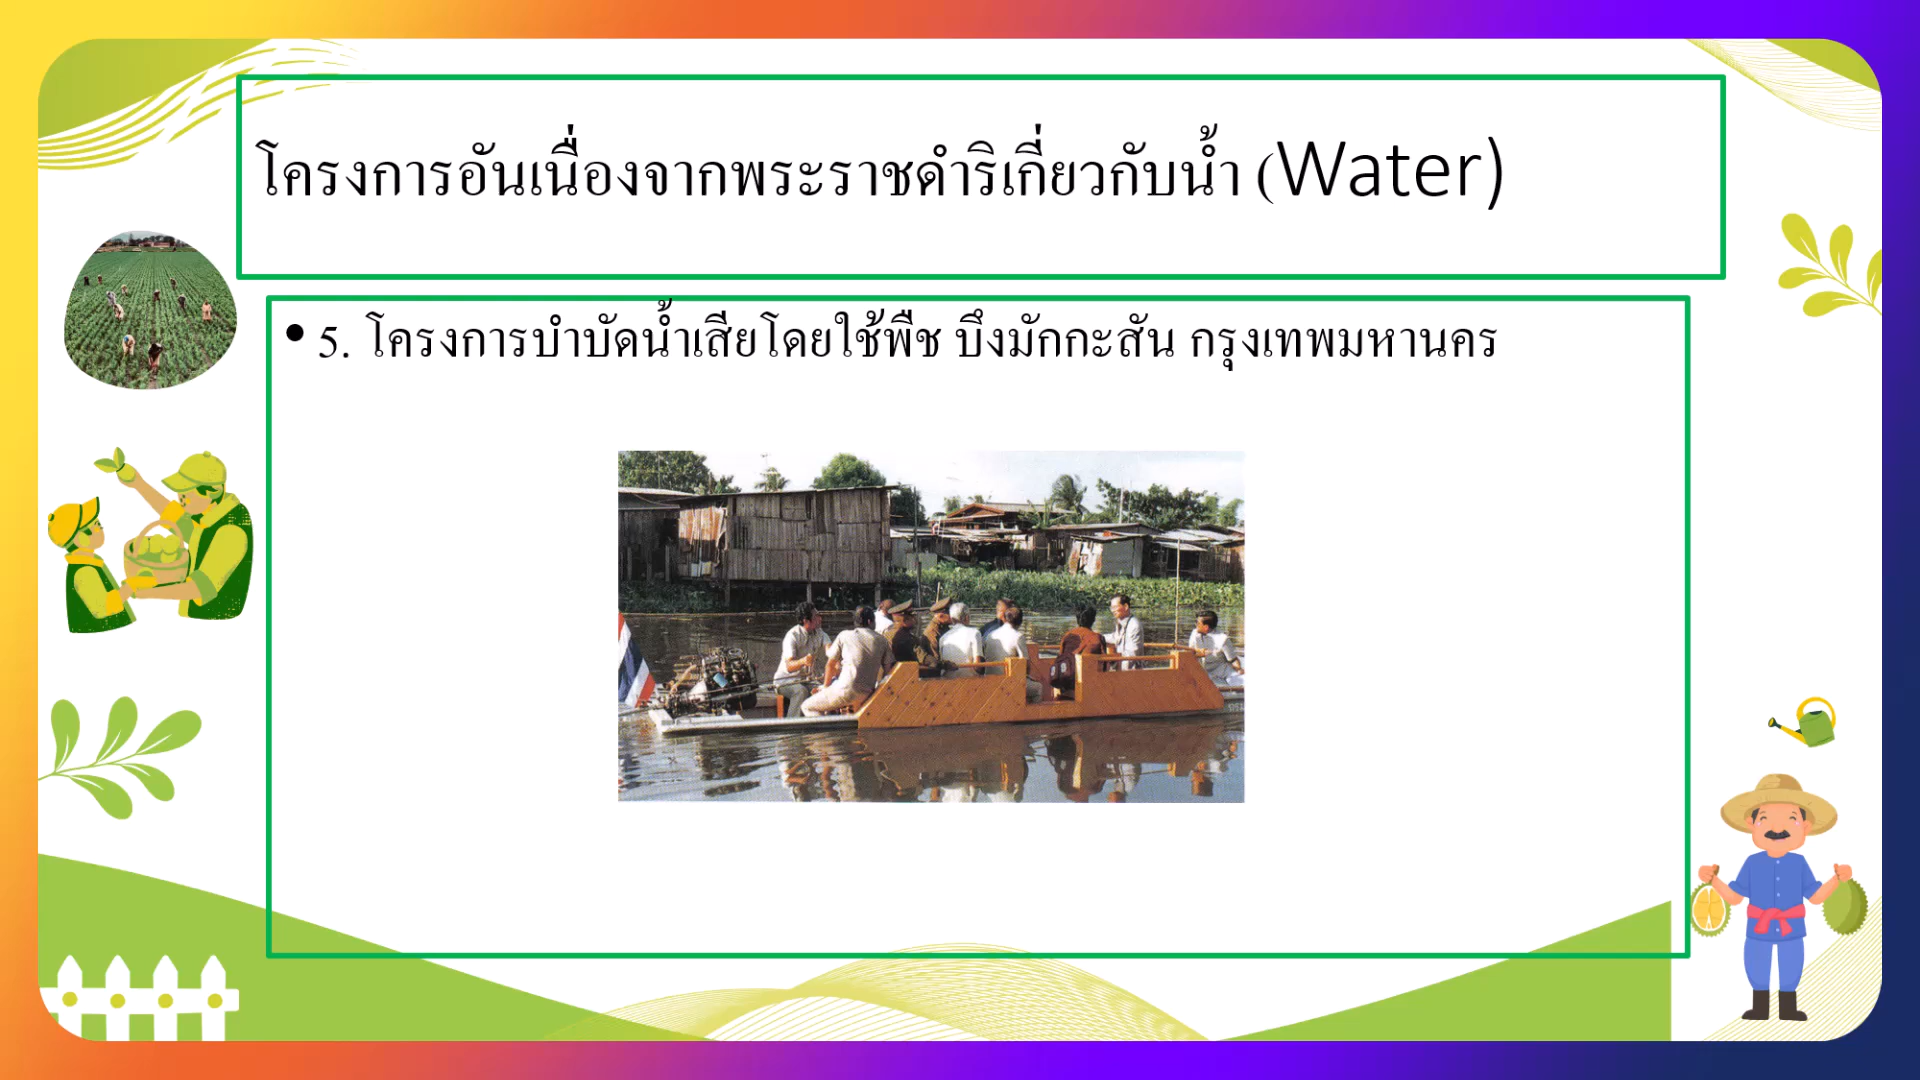 โครงการอันเนื่องจากพระราชดำริเกี่ยวกับน้ำ (Water)
• 5. โครงการบำบัดน้ำเสียโดยใช้พืช บึงมักกะสัน กรุงเทพมหานคร